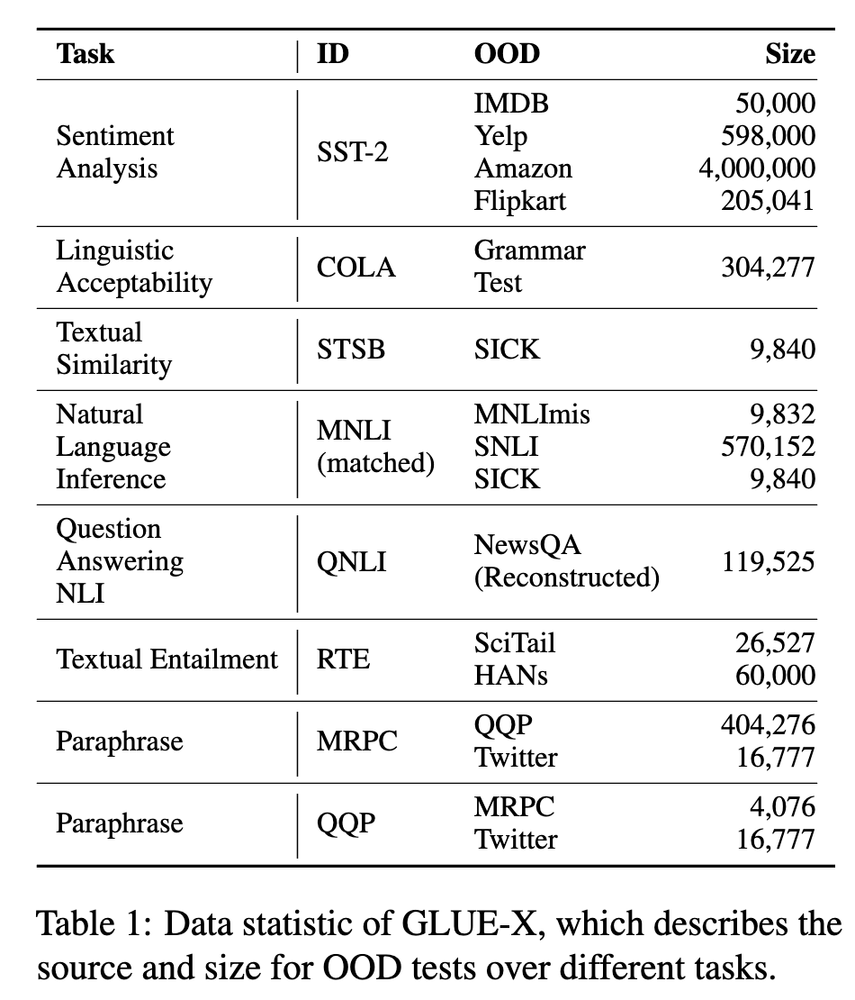 Task ID OOD Size
Sentiment Analysis SST-2 IMDB 50,000
Yelp 598,000
Amazon 4,000,000
Flipkart 205,041
Linguistic Acceptability COLA Grammar Test 304,277
Textual Similarity STSB SICK 9,840
Natural Language Inference MNLI (matched) MNLImis 9,832
SNLI 570,152
SICK 9,840
Question Answering NLI QNLI NewsQA (Reconstructed) 119,525
Textual Entailment RTE SciTail 26,527
HANs 60,000
Paraphrase MRPC QQP 404,276
Twitter 16,777
Paraphrase QQP MRPC 4,076
Twitter 16,777
Table 1: Data statistic of GLUE-X, which describes the
source and size for OOD tests over different tasks.